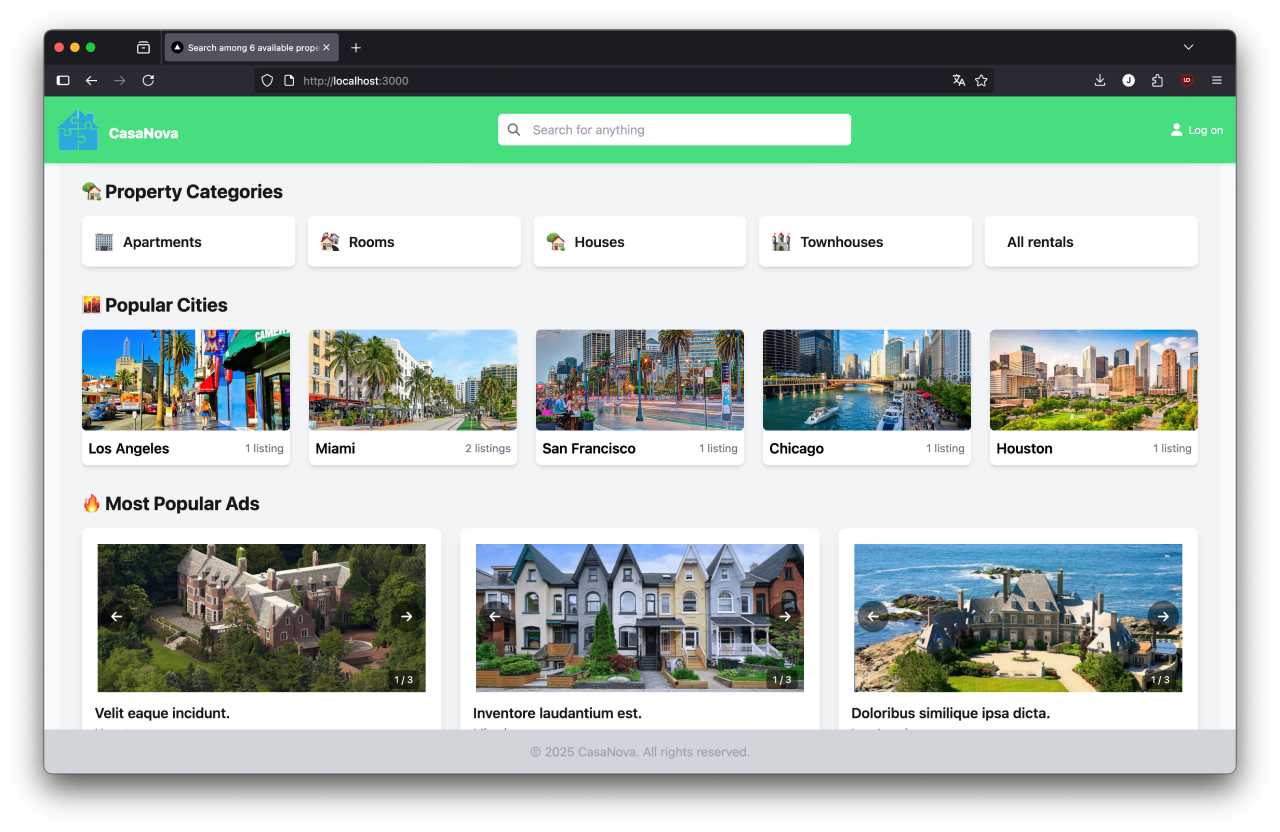 Search among 6 available prope
http://localhost:3000
J
CasaNova
Search for anything
Log on
Property Categories
Apartments
Rooms
Houses
Townhouses
All rentals
Popular Cities
Los Angeles
1 listing
Miami
2 listings
San Francisco
1 listing
Chicago
1 listing
Houston
1 listing
Most Popular Ads
1 / 3
1 / 3
1 / 3
Velit eaque incidunt.
Inventore laudantium est.
Doloribus similique ipsa dicta.
© 2025 CasaNova. All rights reserved.